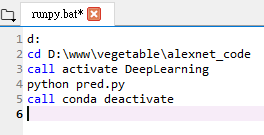 runpy.bat*
1 d:
2 cd D:\www\vegetable\alexnet_code
3 call activate DeepLearning
4 python pred.py
5 call conda deactivate
6